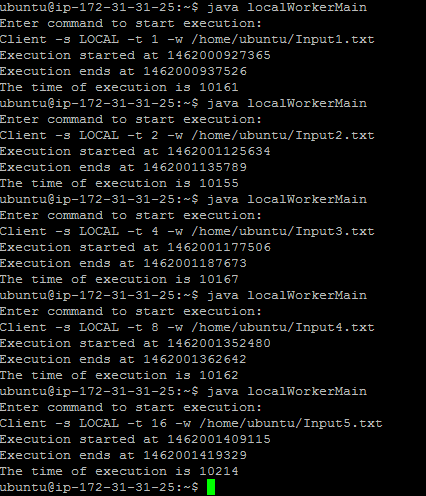 ubuntu@ip-172-31-31-25:~$ java localWorkerMain
Enter command to start execution:
Client -s LOCAL -t 1 -w /home/ubuntu/Input1.txt
Execution started at 1462000927365
Execution ends at 1462000937526
The time of execution is 10161
ubuntu@ip-172-31-31-25:~$ java localWorkerMain
Enter command to start execution:
Client -s LOCAL -t 2 -w /home/ubuntu/Input2.txt
Execution started at 1462001125634
Execution ends at 1462001135789
The time of execution is 10155
ubuntu@ip-172-31-31-25:~$ java localWorkerMain
Enter command to start execution:
Client -s LOCAL -t 4 -w /home/ubuntu/Input3.txt
Execution started at 1462001177506
Execution ends at 1462001187673
The time of execution is 10167
ubuntu@ip-172-31-31-25:~$ java localWorkerMain
Enter command to start execution:
Client -s LOCAL -t 8 -w /home/ubuntu/Input4.txt
Execution started at 1462001352480
Execution ends at 1462001362642
The time of execution is 10162
ubuntu@ip-172-31-31-25:~$ java localWorkerMain
Enter command to start execution:
Client -s LOCAL -t 16 -w /home/ubuntu/Input5.txt
Execution started at 1462001409115
Execution ends at 1462001419329
The time of execution is 10214
ubuntu@ip-172-31-31-25:~$